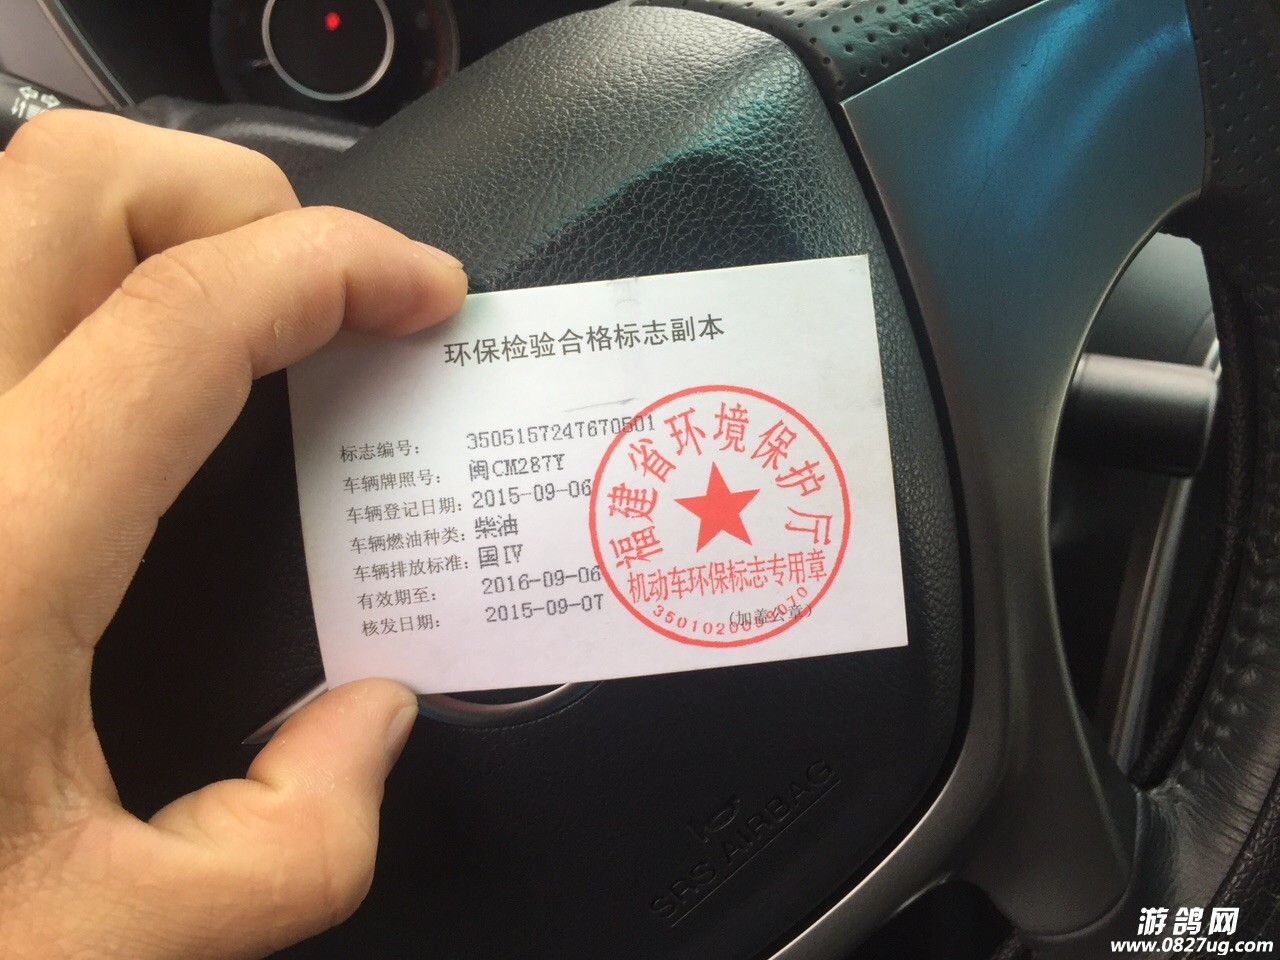 环保检验合格标志副本
标志编号: 3505157247670501
车辆牌照号: 闽CM287Y
车辆登记日期: 2015-09-06
车辆燃油种类: 柴油
车辆排放标准: 国IV
有效期至: 2016-09-06
核发日期: 2015-09-07
福建省环境保护厅
机动车环保标志专用章
(加盖公章)
SRS AIRBAG
游鸽网
www.0827ug.com